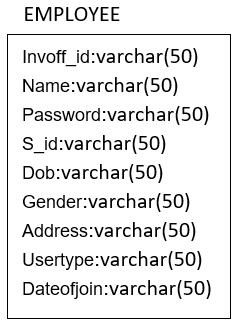 EMPLOYEE
Invoff_id:varchar(50)
Name:varchar(50)
Password:varchar(50)
S_id:varchar(50)
Dob:varchar(50)
Gender:varchar(50)
Address:varchar(50)
Usertype:varchar(50)
Dateofjoin:varchar(50)